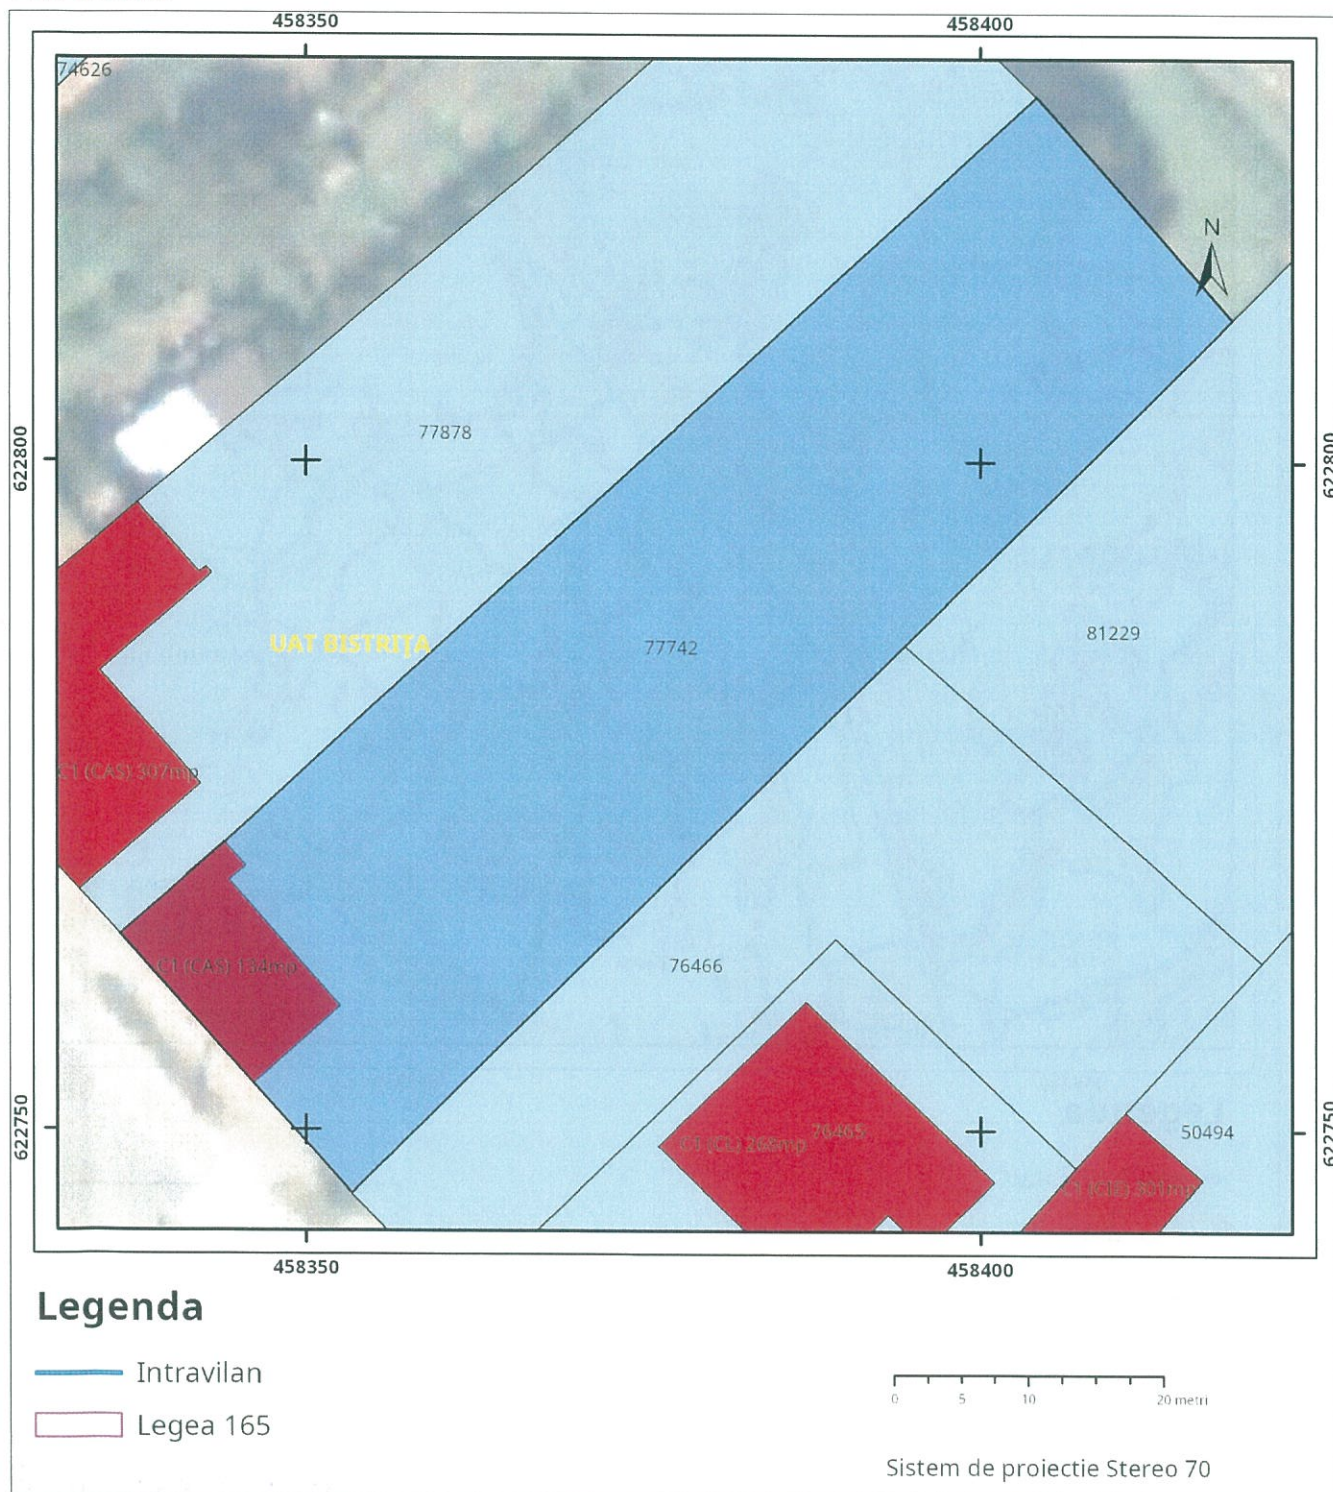 458350
458400
74626
N
77878
622800
622800
81229
UAT BISTRIȚA
77742
C1 (CAS) 307mp
C1 (CAS) 134mp
76466
622750
76465
50494
622750
458350
458400
Legenda
Intravilan
Legea 165
0 5 10 20 metri
Sistem de proiectie Stereo 70